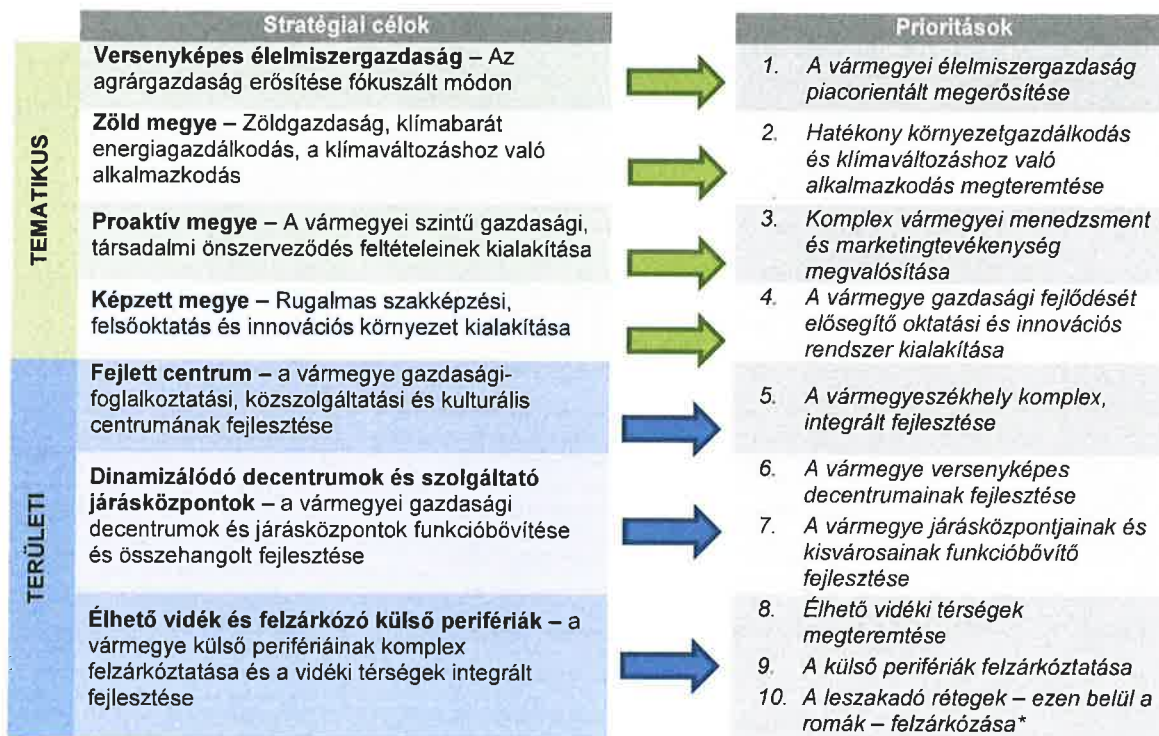 Stratégiai célok
Prioritások
TEMATIKUS
Versenyképes élelmiszergazdaság – Az
agrárgazdaság erősítése fókuszált módon
1. A vármegyei élelmiszergazdaság
piacorientált megerősítése
Zöld megye – Zöldgazdaság, klímabarát
energiagazdálkodás, a klímaváltozáshoz való
alkalmazkodás
2. Hatékony környezetgazdálkodás
és klímaváltozáshoz való
alkalmazkodás megteremtése
Proaktív megye – A vármegyei szintű gazdasági,
társadalmi önszerveződés feltételeinek kialakítása
3. Komplex vármegyei menedzsment
és marketingtevékenység
megvalósítása
Képzett megye – Rugalmas szakképzési,
felsőoktatás és innovációs környezet kialakítása
4. A vármegye gazdasági fejlődését
elősegítő oktatási és innovációs
rendszer kialakítása
TERÜLETI
Fejlett centrum – a vármegye gazdasági-
foglalkoztatási, közszolgáltatási és kulturális
centrumának fejlesztése
5. A vármegyeszékhely komplex,
integrált fejlesztése
Dinamizálódó decentrumok és szolgáltató
járásközpontok – a vármegyei gazdasági
decentrumok és járásközpontok funkcióbővítése
és összehangolt fejlesztése
6. A vármegye versenyképes
decentrumainak fejlesztése
7. A vármegye járásközpontjainak és
kisvárosainak funkcióbővítő
fejlesztése
Élhető vidék és felzárkózó külső perifériák – a
vármegye külső perifériáinak komplex
felzárkóztatása és a vidéki térségek integrált
fejlesztése
8. Élhető vidéki térségek
megteremtése
9. A külső perifériák felzárkóztatása
10. A leszakadó rétegek – ezen belül a
romák – felzárkózása*